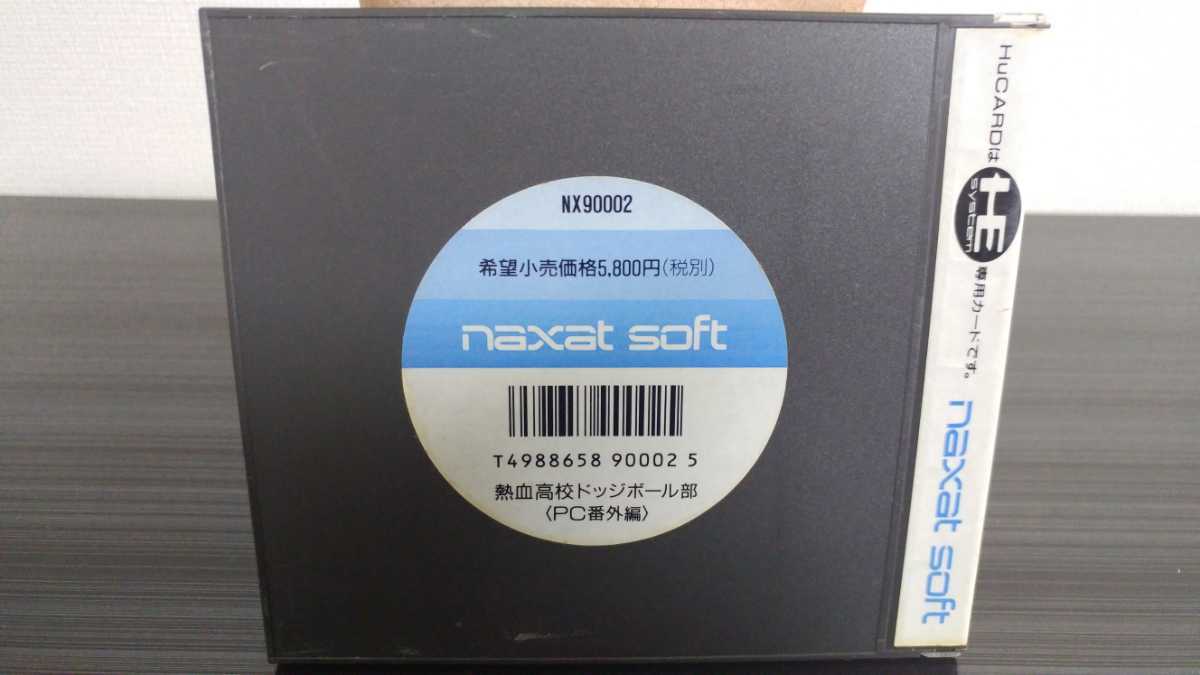 NX90002
希望小売価格5,800円(税別)
naxat soft
T4988658 90002 5
熱血高校ドッジボール部
〈PC番外編〉
HuCARDは HE system 専用カードです。 naxat soft